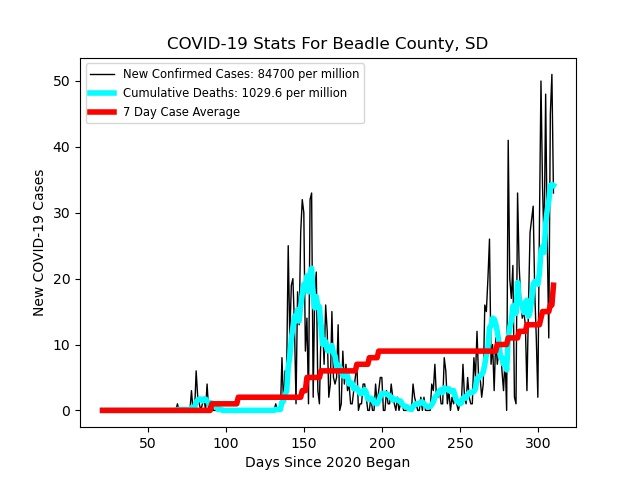 COVID-19 Stats For Beadle County, SD
New Confirmed Cases: 84700 per million
Cumulative Deaths: 1029.6 per million
7 Day Case Average
New COVID-19 Cases
50
40
30
20
10
0
50 100 150 200 250 300
Days Since 2020 Began